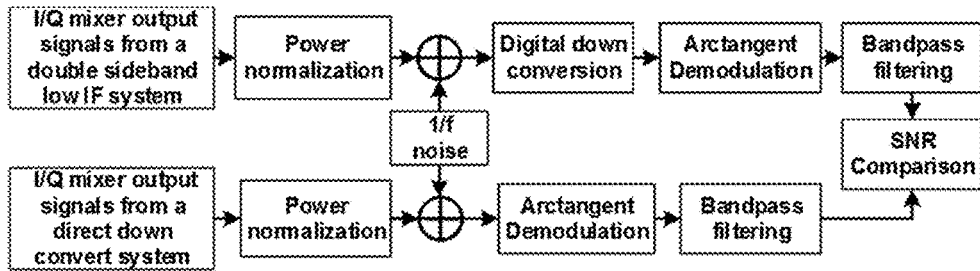 I/Q mixer output
signals from a
double sideband
low IF system
Power
normalization
Digital down
conversion
Arctangent
Demodulation
Bandpass
filtering
1/f
noise
SNR
Comparison
I/Q mixer output
signals from a
direct down
convert system
Power
normalization
Arctangent
Demodulation
Bandpass
filtering